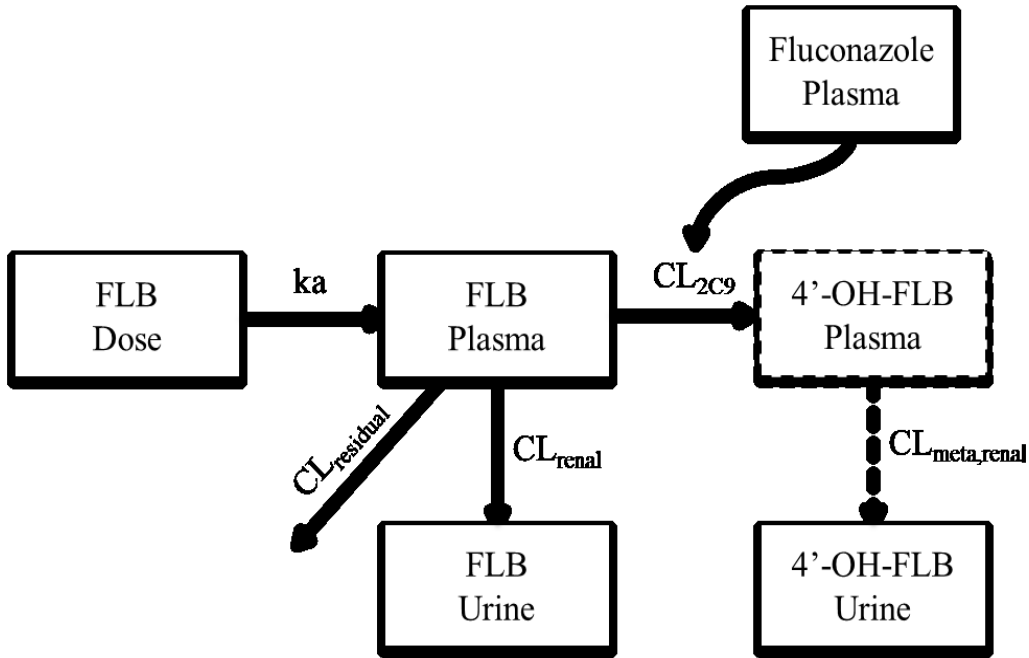 Fluconazole
Plasma
FLB
Dose
ka
FLB
Plasma
CL2C9
4’-OH-FLB
Plasma
CLresidual
CLrenal
CLmeta,renal
FLB
Urine
4’-OH-FLB
Urine